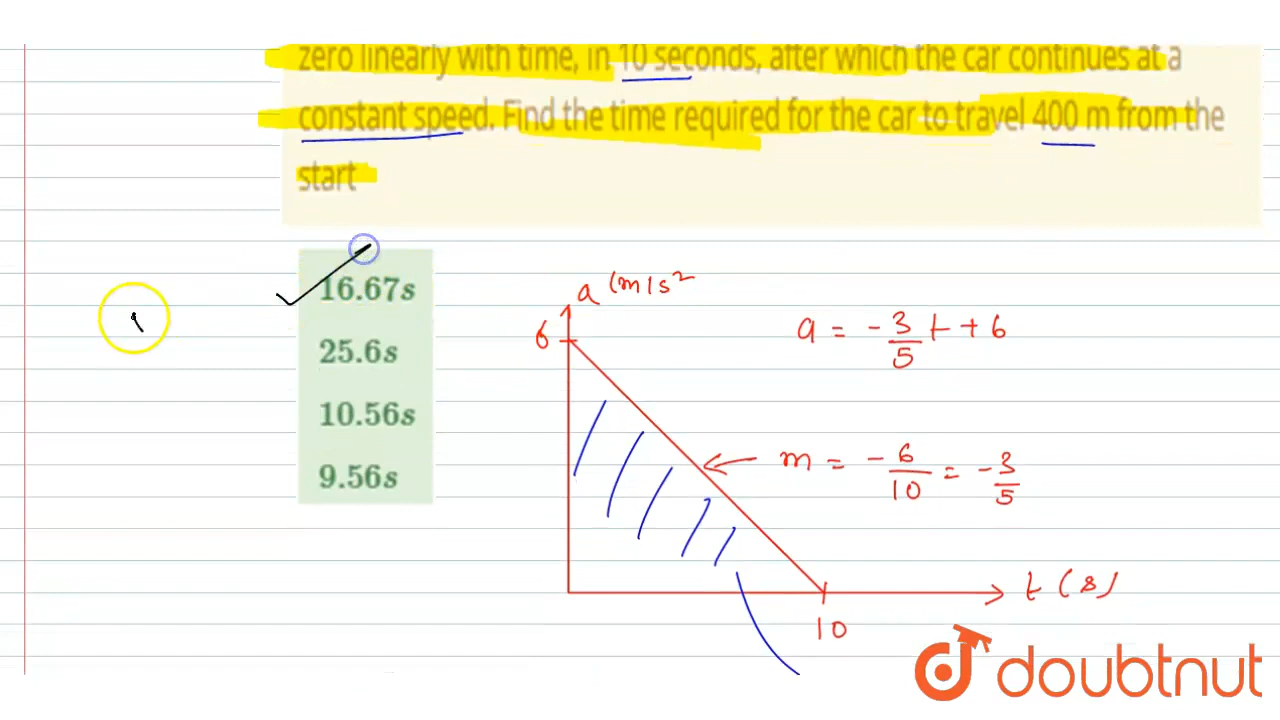 zero linearly with time, in 10 seconds, after which the car continues at a
constant speed. Find the time required for the car to travel 400 m from the
start
16.67s
25.6s
10.56s
9.56s
a (m/s²
6
a = -3/5 t + 6
m = -6/10 = -3/5
t (s)
10
doubtnut